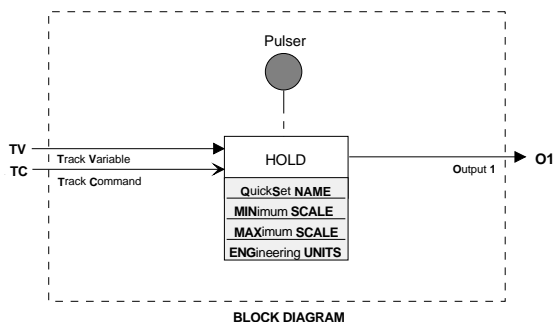 Pulser
TV
Track Variable
TC
Track Command
HOLD
Output 1
O1
QuickSet NAME
MINimum SCALE
MAXimum SCALE
ENGineering UNITS
BLOCK DIAGRAM